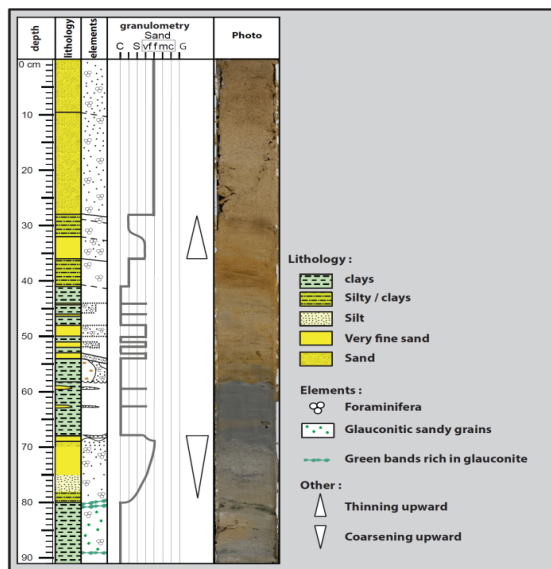 depth
lithology
elements
granulometry
Sand
C S vf f m c G
Photo
0 cm
10
20
30
40
50
60
70
80
90
Lithology :
clays
Silty / clays
Silt
Very fine sand
Sand
Elements :
Foraminifera
Glauconitic sandy grains
Green bands rich in glauconite
Other :
Thinning upward
Coarsening upward